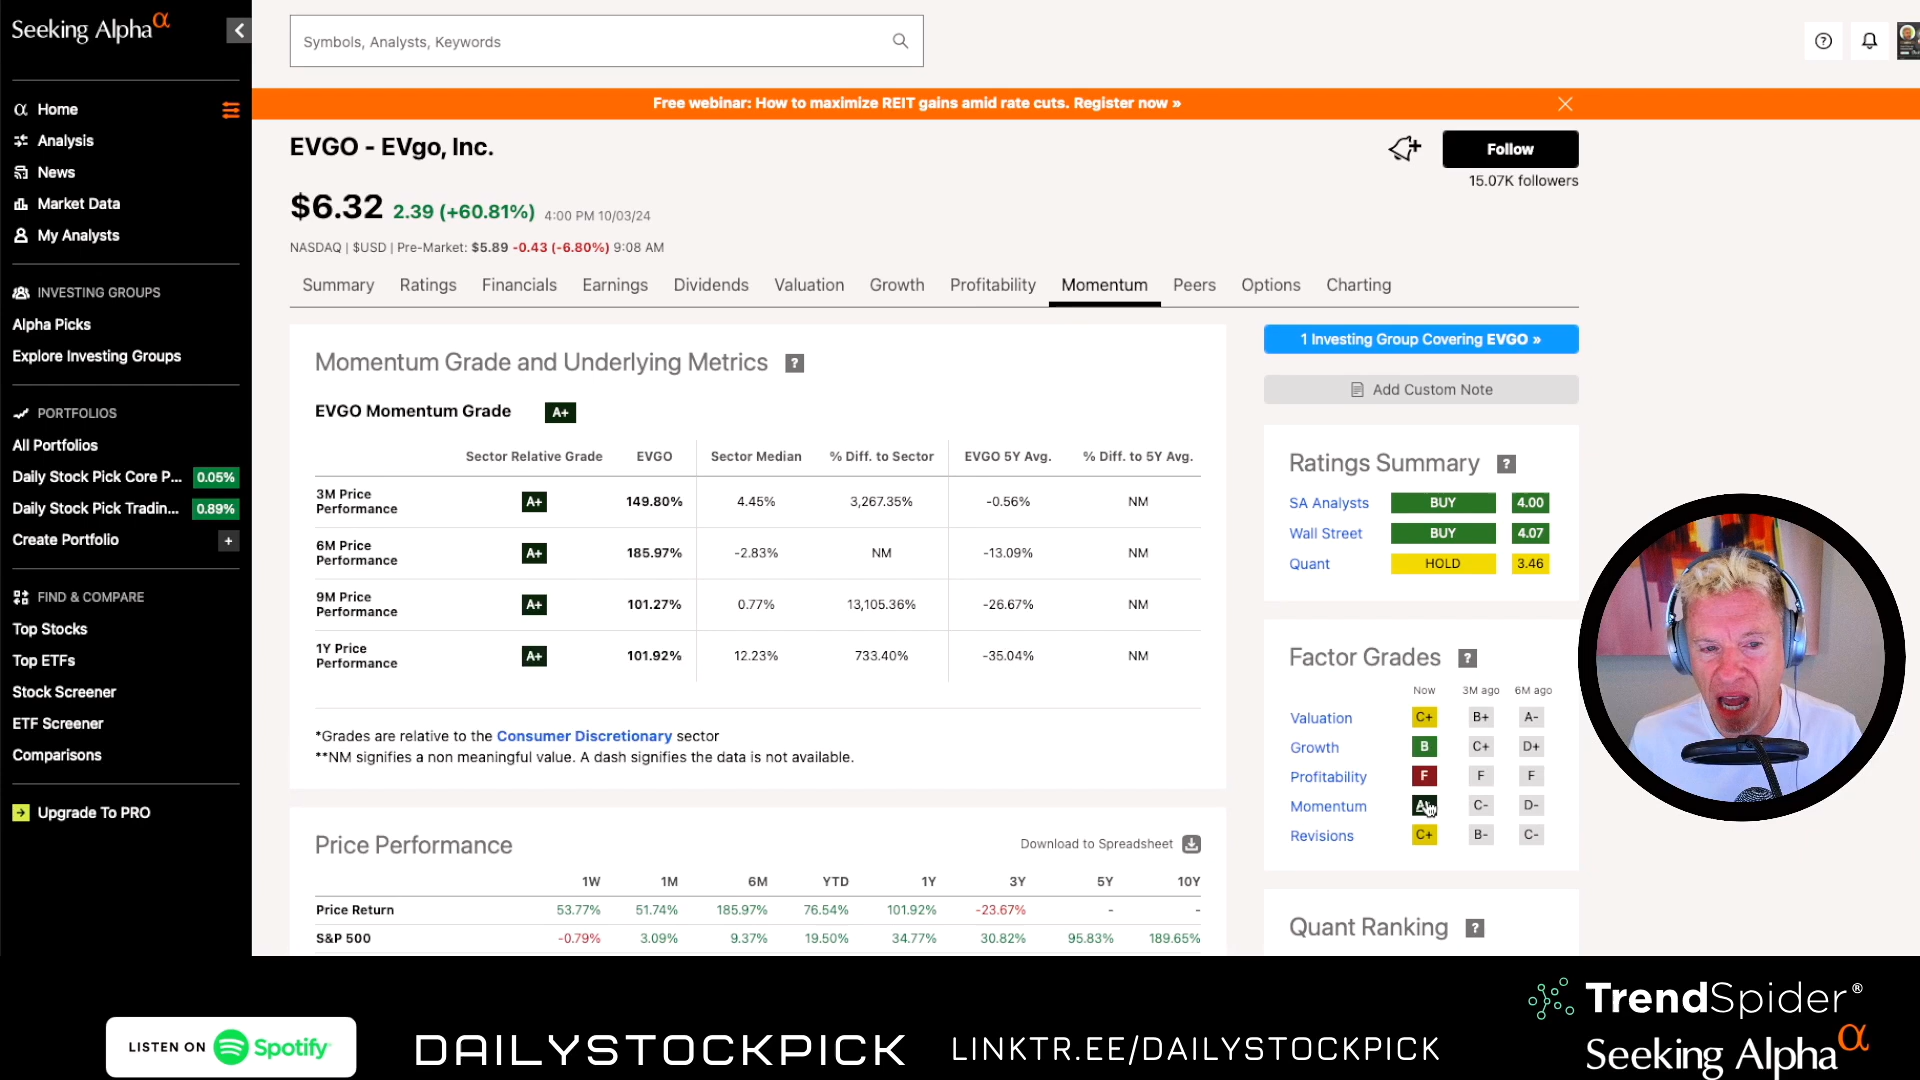 Seeking Alpha α
Symbols, Analysts, Keywords
Free webinar: How to maximize REIT gains amid rate cuts. Register now »
Home
Analysis
News
Market Data
My Analysts
INVESTING GROUPS
Alpha Picks
Explore Investing Groups
PORTFOLIOS
All Portfolios
Daily Stock Pick Core P... 0.05%
Daily Stock Pick Tradin... 0.89%
Create Portfolio +
FIND & COMPARE
Top Stocks
Top ETFs
Stock Screener
ETF Screener
Comparisons
Upgrade To PRO
EVGO - EVgo, Inc.
Follow
15.07K followers
$6.32 2.39 (+60.81%) 4:00 PM 10/03/24
NASDAQ | $USD | Pre-Market: $5.89 -0.43 (-6.80%) 9:08 AM
Summary Ratings Financials Earnings Dividends Valuation Growth Profitability Momentum Peers Options Charting
Momentum Grade and Underlying Metrics ?
EVGO Momentum Grade A+
Sector Relative Grade EVGO Sector Median % Diff. to Sector EVGO 5Y Avg. % Diff. to 5Y Avg.
3M Price
Performance A+ 149.80% 4.45% 3,267.35% -0.56% NM
6M Price
Performance A+ 185.97% -2.83% NM -13.09% NM
9M Price
Performance A+ 101.27% 0.77% 13,105.36% -26.67% NM
1Y Price
Performance A+ 101.92% 12.23% 733.40% -35.04% NM
*Grades are relative to the Consumer Discretionary sector
**NM signifies a non meaningful value. A dash signifies the data is not available.
Price Performance Download to Spreadsheet
1W 1M 6M YTD 1Y 3Y 5Y 10Y
Price Return 53.77% 51.74% 185.97% 76.54% 101.92% -23.67% - -
S&P 500 -0.79% 3.09% 9.37% 19.50% 34.77% 30.82% 95.83% 189.65%
1 Investing Group Covering EVGO »
Add Custom Note
Ratings Summary ?
SA Analysts BUY 4.00
Wall Street BUY 4.07
Quant HOLD 3.46
Factor Grades ?
Now 3M ago 6M ago
Valuation C+ B+ A-
Growth B C+ D+
Profitability F F F
Momentum C- D-
Revisions C+ B- C-
Quant Ranking ?
LISTEN ON Spotify
DAILYSTOCKPICK
LINKTR.EE/DAILYSTOCKPICK
TrendSpider®
Seeking Alpha α